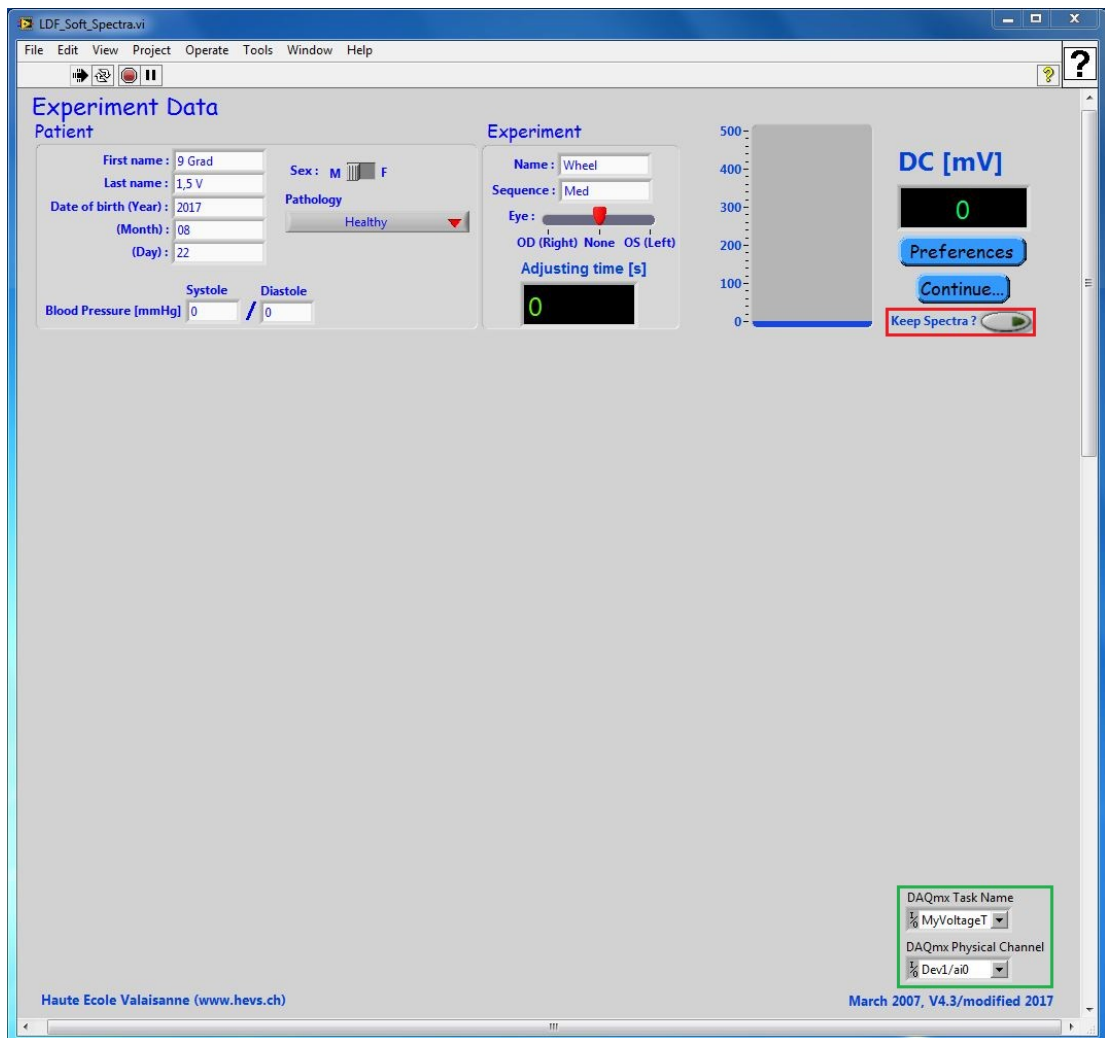 LDF_Soft_Spectra.vi
File Edit View Project Operate Tools Window Help
?
?
Experiment Data
Patient
First name : 9 Grad
Last name : 1,5 V
Date of birth (Year) : 2017
(Month) : 08
(Day) : 22
Sex : M F
Pathology
Healthy
Systole Diastole
Blood Pressure [mmHg] 0 / 0
Experiment
Name : Wheel
Sequence : Med
Eye :
OD (Right) None OS (Left)
Adjusting time [s]
0
500
400
300
200
100
0
DC [mV]
0
Preferences
Continue...
Keep Spectra ?
DAQmx Task Name
MyVoltageT
DAQmx Physical Channel
Dev1/ai0
Haute Ecole Valaisanne (www.hevs.ch)
March 2007, V4.3/modified 2017